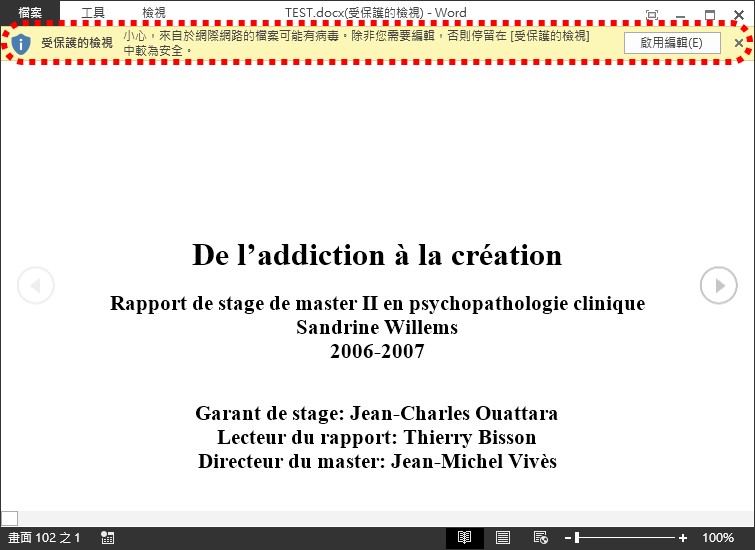 檔案 工具 檢視 TEST.docx(受保護的檢視) - Word
受保護的檢視 小心，來自於網際網路的檔案可能有病毒。除非您需要編輯，否則停留在 [受保護的檢視]
中較為安全。
啟用編輯(E)
De l’addiction à la création
Rapport de stage de master II en psychopathologie clinique
Sandrine Willems
2006-2007
Garant de stage: Jean-Charles Ouattara
Lecteur du rapport: Thierry Bisson
Directeur du master: Jean-Michel Vivès
畫面 102 之 1 100%